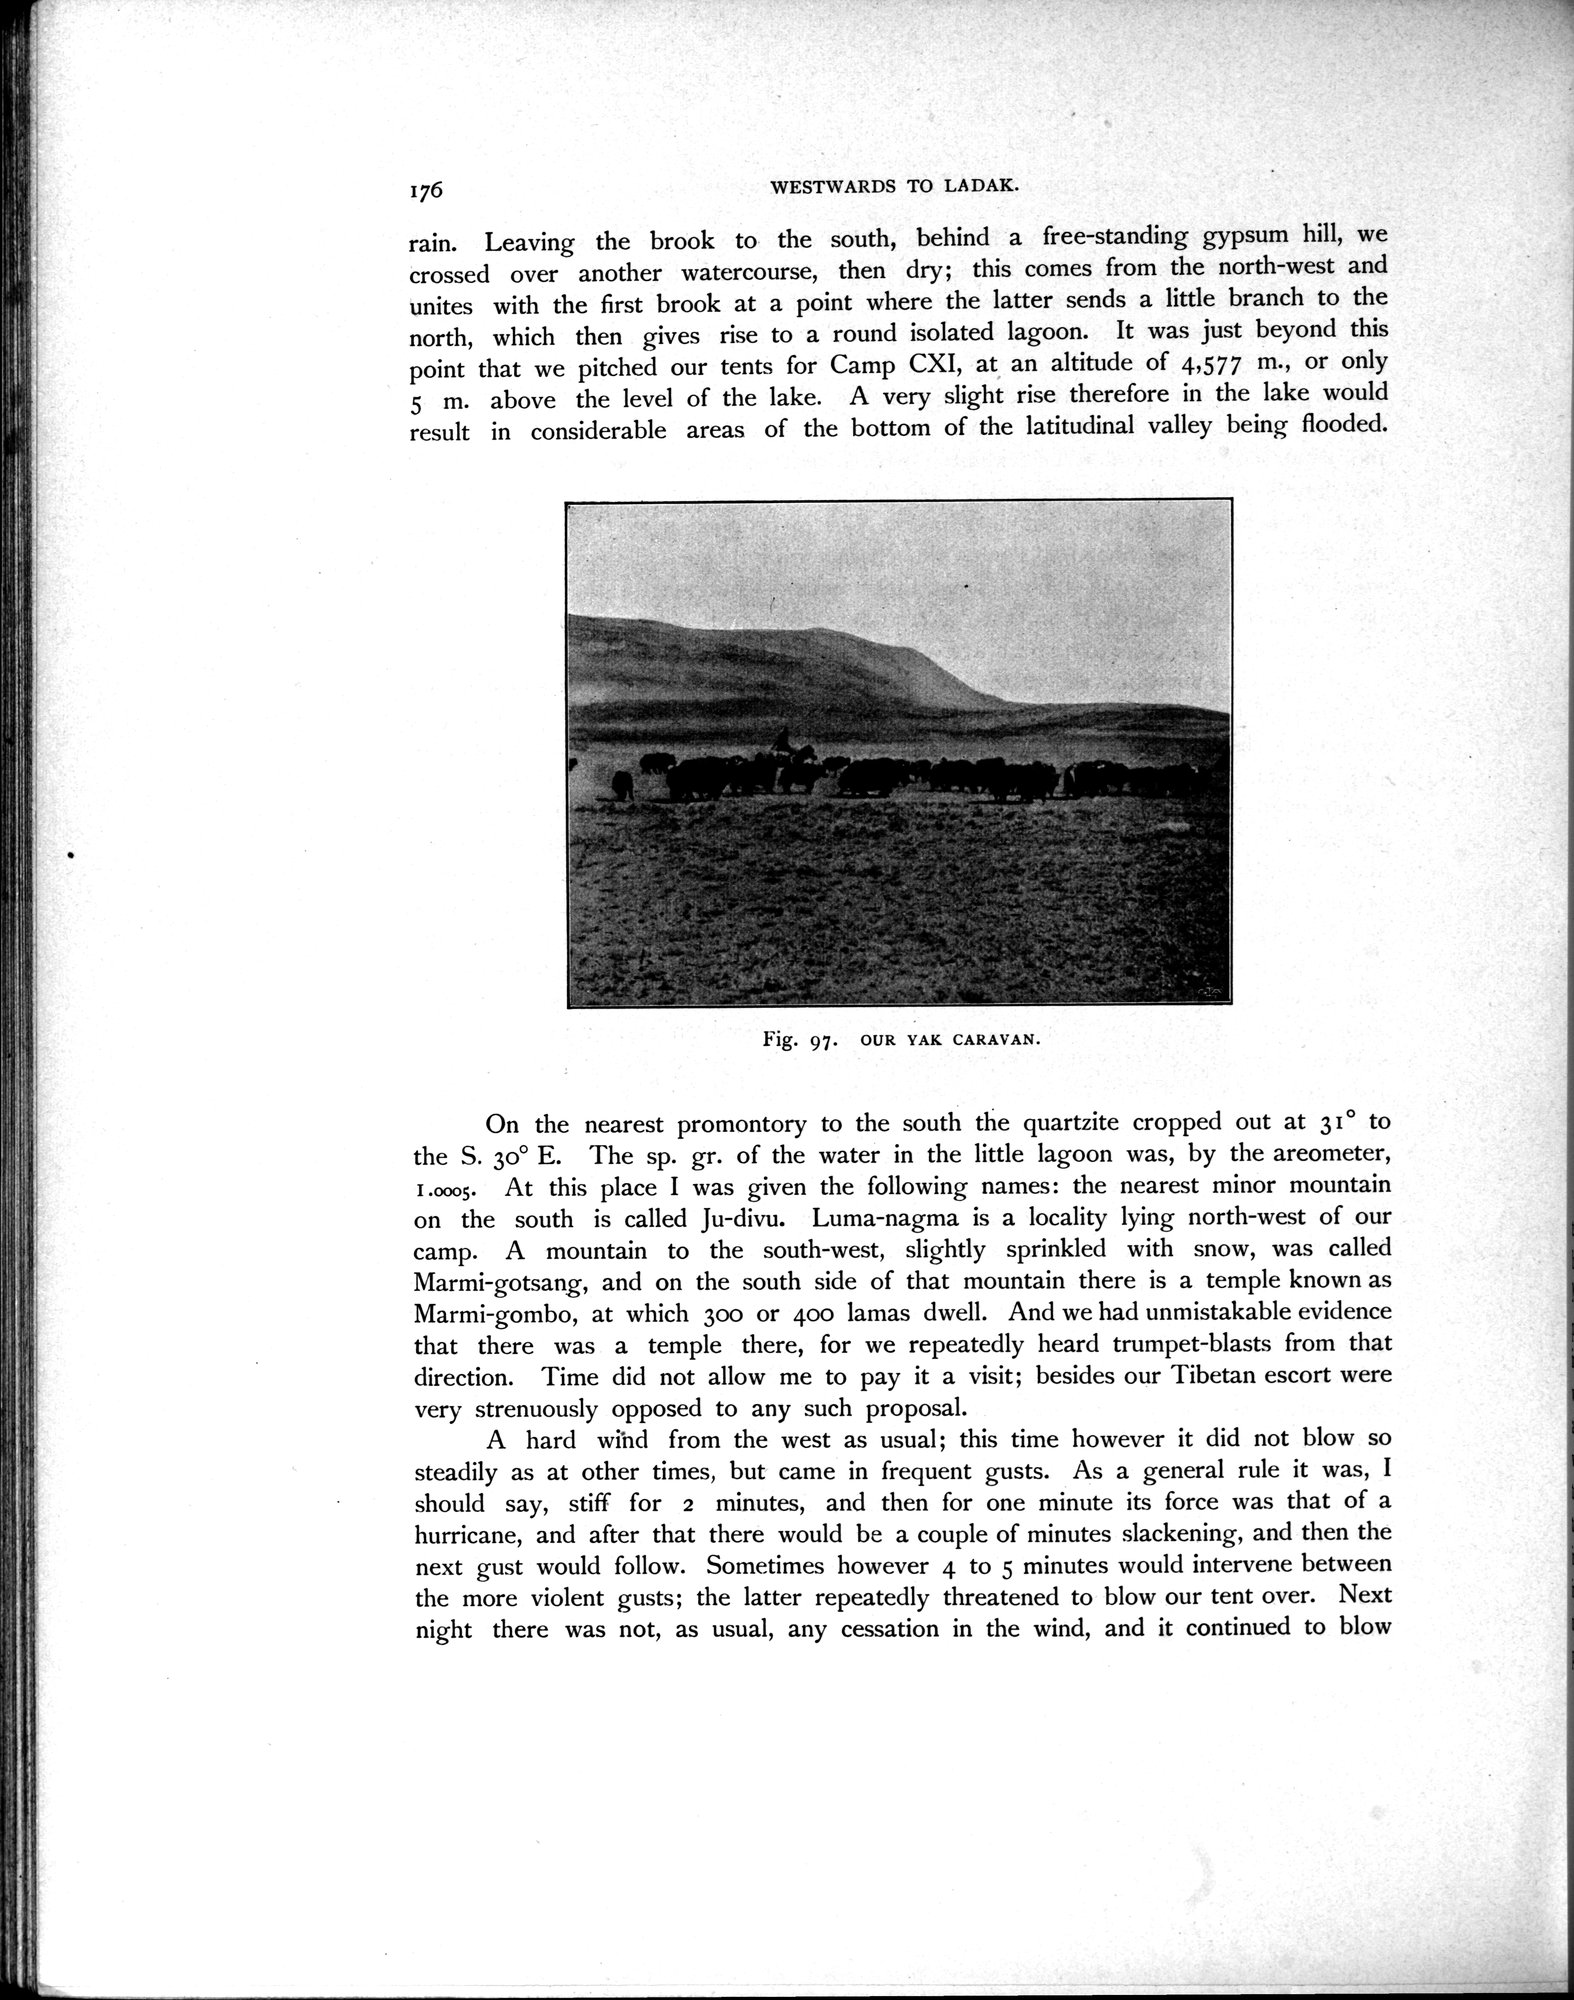 176
WESTWARDS TO LADAK.
rain. Leaving the brook to the south, behind a free-standing gypsum hill, we
crossed over another watercourse, then dry; this comes from the north-west and
unites with the first brook at a point where the latter sends a little branch to the
north, which then gives rise to a round isolated lagoon. It was just beyond this
point that we pitched our tents for Camp CXI, at an altitude of 4,577 m., or only
5 m. above the level of the lake. A very slight rise therefore in the lake would
result in considerable areas of the bottom of the latitudinal valley being flooded.
Fig. 97. OUR YAK CARAVAN.
On the nearest promontory to the south the quartzite cropped out at 31° to
the S. 30° E. The sp. gr. of the water in the little lagoon was, by the areometer,
1.0005. At this place I was given the following names: the nearest minor mountain
on the south is called Ju-divu. Luma-nagma is a locality lying north-west of our
camp. A mountain to the south-west, slightly sprinkled with snow, was called
Marmi-gotsang, and on the south side of that mountain there is a temple known as
Marmi-gombo, at which 300 or 400 lamas dwell. And we had unmistakable evidence
that there was a temple there, for we repeatedly heard trumpet-blasts from that
direction. Time did not allow me to pay it a visit; besides our Tibetan escort were
very strenuously opposed to any such proposal.
A hard wind from the west as usual; this time however it did not blow so
steadily as at other times, but came in frequent gusts. As a general rule it was, I
should say, stiff for 2 minutes, and then for one minute its force was that of a
hurricane, and after that there would be a couple of minutes slackening, and then the
next gust would follow. Sometimes however 4 to 5 minutes would intervene between
the more violent gusts; the latter repeatedly threatened to blow our tent over. Next
night there was not, as usual, any cessation in the wind, and it continued to blow